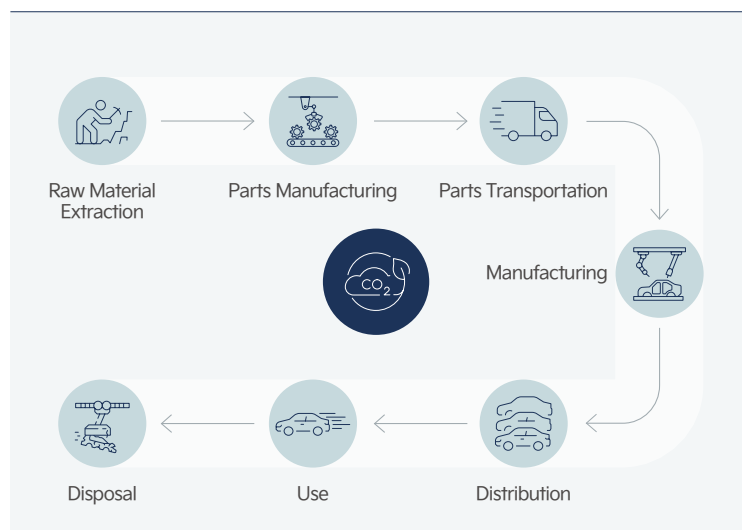 Raw Material
Extraction
Parts Manufacturing
Parts Transportation
Manufacturing
CO2
Disposal
Use
Distribution